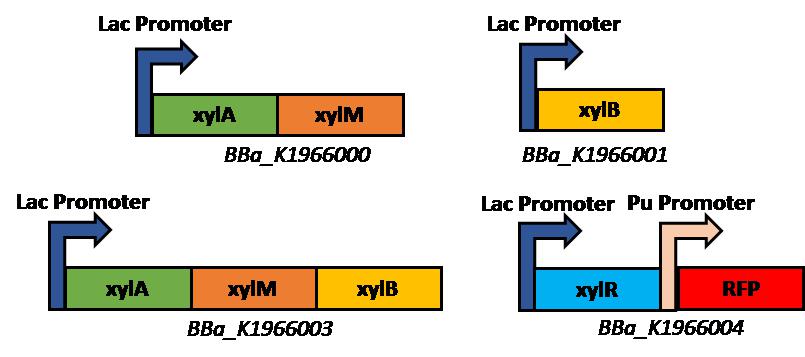 Lac Promoter
xylA xylM
BBa_K1966000
Lac Promoter
xylB
BBa_K1966001
Lac Promoter
xylA xylM xylB
BBa_K1966003
Lac Promoter Pu Promoter
xylR RFP
BBa_K1966004